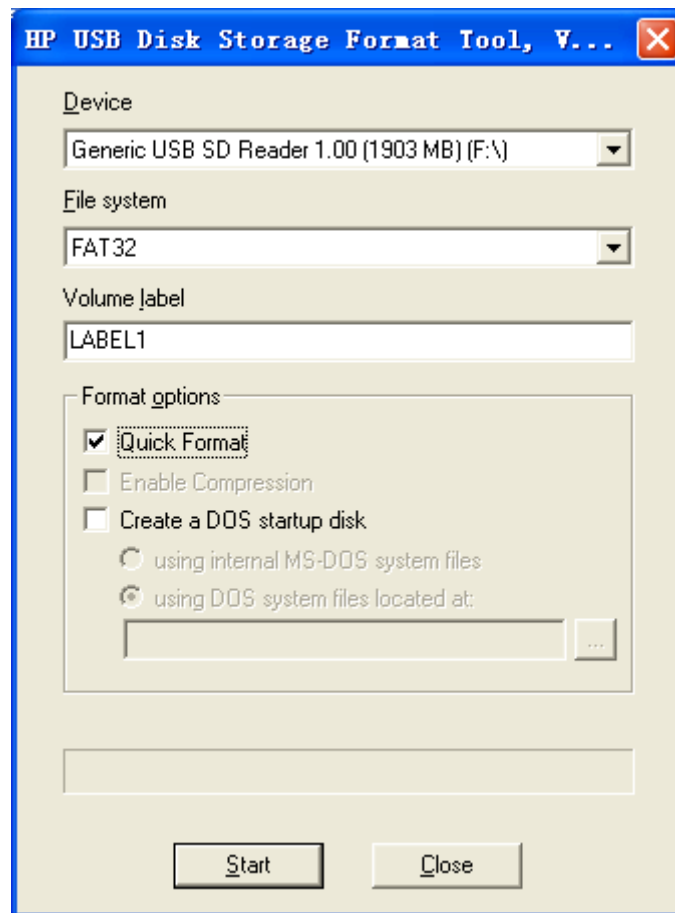 HP USB Disk Storage Format Tool, V...
Device
Generic USB SD Reader 1.00 (1903 MB) (F:\)
File system
FAT32
Volume label
LABEL1
Format options
Quick Format
Enable Compression
Create a DOS startup disk
using internal MS-DOS system files
using DOS system files located at:
...
Start
Close